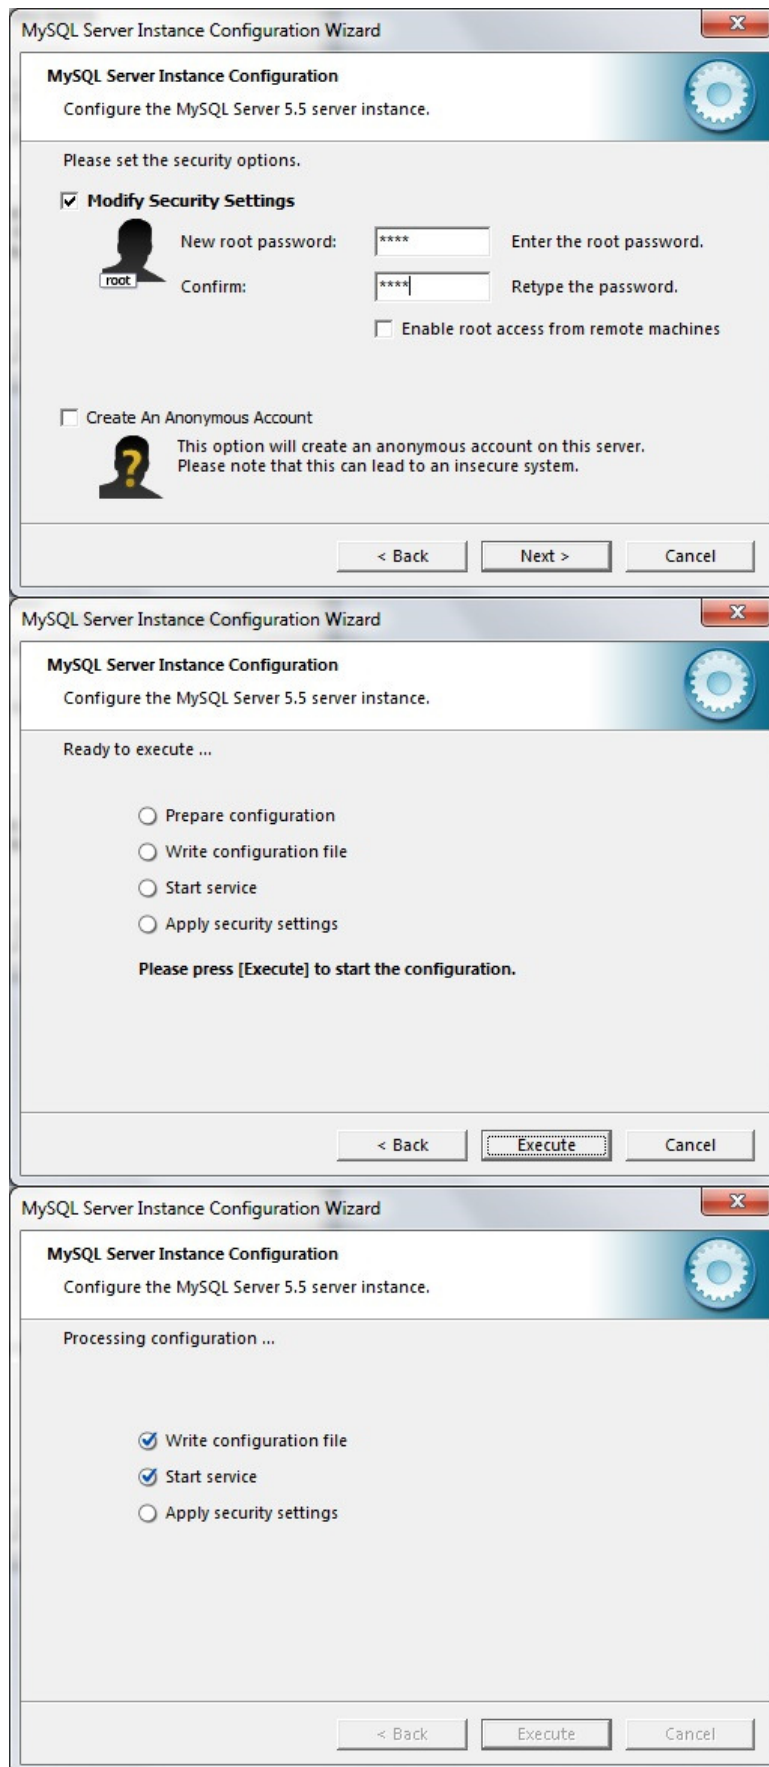 MySQL Server Instance Configuration Wizard
X
MySQL Server Instance Configuration
Configure the MySQL Server 5.5 server instance.
Please set the security options.
Modify Security Settings
New root password: **** Enter the root password.
root
Confirm: **** Retype the password.
Enable root access from remote machines
Create An Anonymous Account
?
This option will create an anonymous account on this server.
Please note that this can lead to an insecure system.
< Back Next > Cancel
MySQL Server Instance Configuration Wizard
X
MySQL Server Instance Configuration
Configure the MySQL Server 5.5 server instance.
Ready to execute ...
Prepare configuration
Write configuration file
Start service
Apply security settings
Please press [Execute] to start the configuration.
< Back Execute Cancel
MySQL Server Instance Configuration Wizard
X
MySQL Server Instance Configuration
Configure the MySQL Server 5.5 server instance.
Processing configuration ...
Write configuration file
Start service
Apply security settings
< Back Execute Cancel